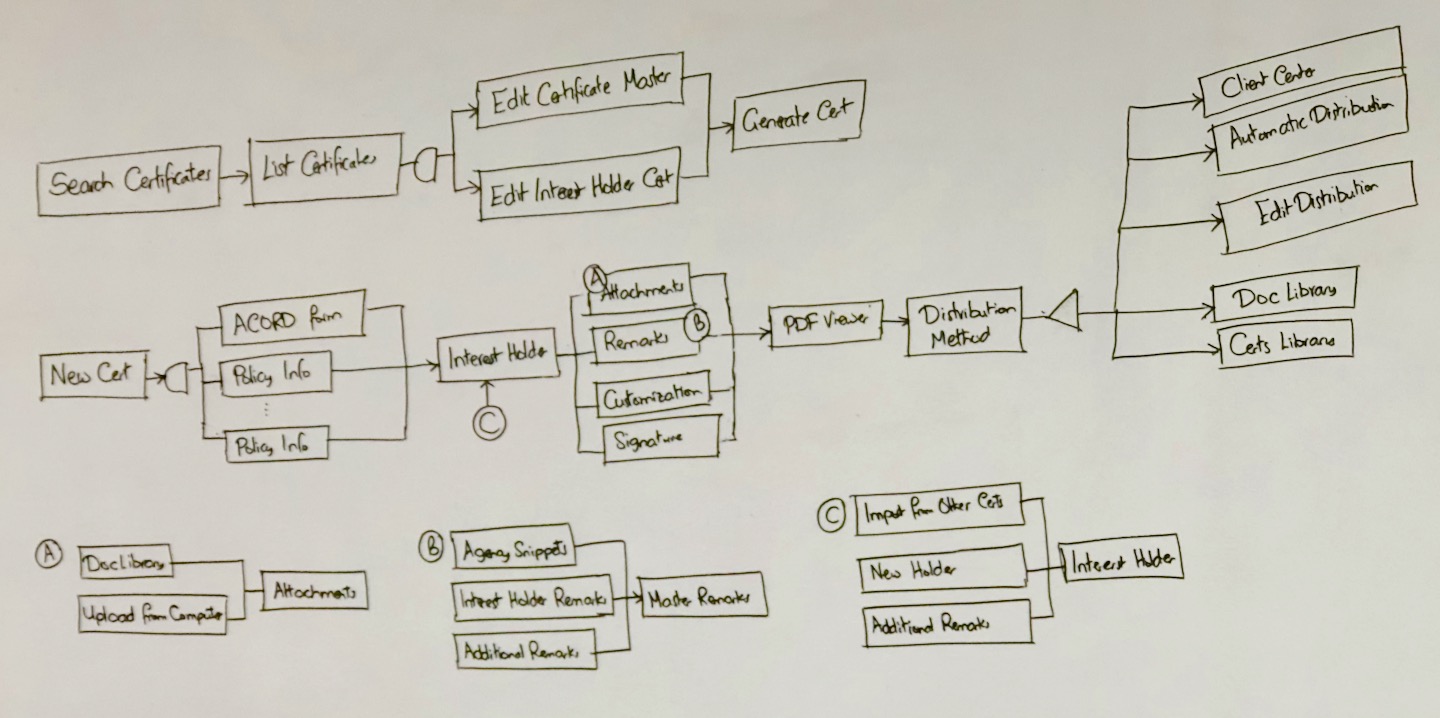 Search Certificates
List Certificates
Edit Certificate Master
Edit Interest Holder Cert
Generate Cert
Client Center
Automatic Distribution
Edit Distribution
Doc Library
Certs Library
New Cert
ACORD form
Policy Info
Policy Info
Interest Holder
C
A
Attachments
Remarks
B
Customization
Signature
PDF Viewer
Distribution
Method
A
Doc Library
Upload from Computer
Attachments
B
Agency Snippets
Interest Holder Remarks
Additional Remarks
Master Remarks
C
Import from Other Certs
New Holder
Additional Remarks
Interest Holder